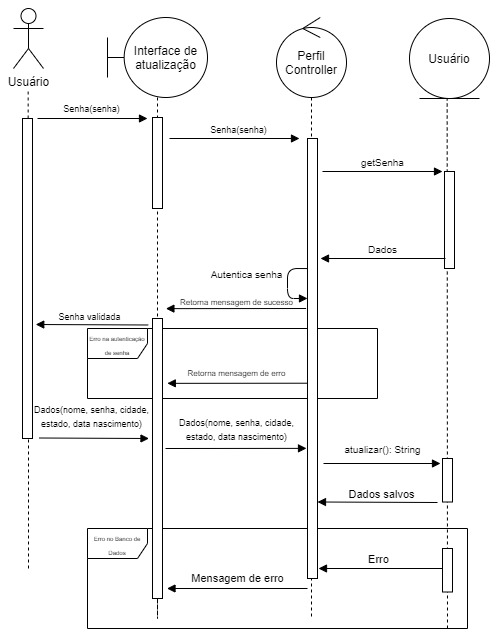 Usuário
Interface de
atualização
Perfil
Controller
Usuário
Senha(senha)
Senha(senha)
getSenha
Dados
Autentica senha
Retorna mensagem de sucesso
Senha validada
Erro na autenticação
de senha
Retorna mensagem de erro
Dados(nome, senha, cidade,
estado, data nascimento)
Dados(nome, senha, cidade,
estado, data nascimento)
atualizar(): String
Dados salvos
Erro no Banco de
Dados
Erro
Mensagem de erro